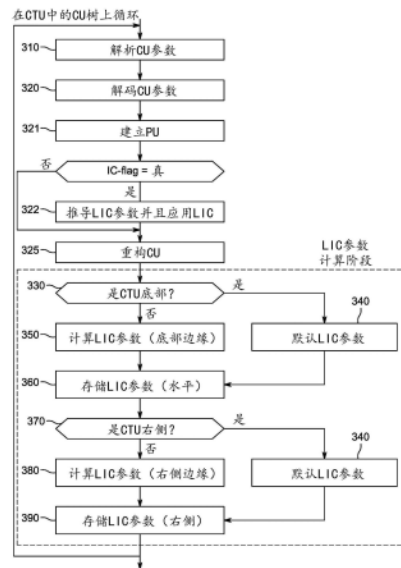 在CTU中的CU树上循环
310
解析CU参数
320
解码CU参数
321
建立PU
否
IC-flag = 真
是
322
推导LIC参数并且应用LIC
325
重构CU
LIC参数
计算阶段
330
是CTU底部?
是
否
340
350
计算LIC参数（底部边缘）
默认LIC参数
360
存储LIC参数（水平）
370
是CTU右侧?
是
否
340
380
计算LIC参数（右侧边缘）
默认LIC参数
390
存储LIC参数（右侧）